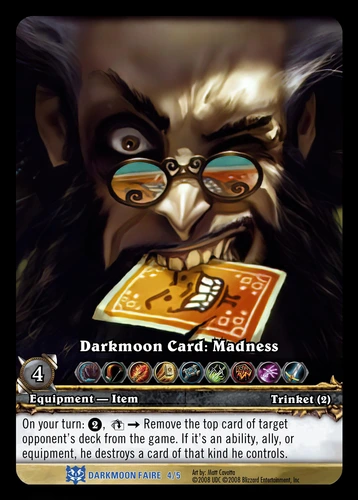 Darkmoon Card: Madness
4
Equipment — Item
Trinket (2)
On your turn: 2, → Remove the top card of target
opponent's deck from the game. If it's an ability, ally, or
equipment, he destroys a card of that kind he controls.
DARKMOON FAIRE 4/5
Art by: Matt Cavotta
©2008 UDC ©2008 Blizzard Entertainment, Inc.